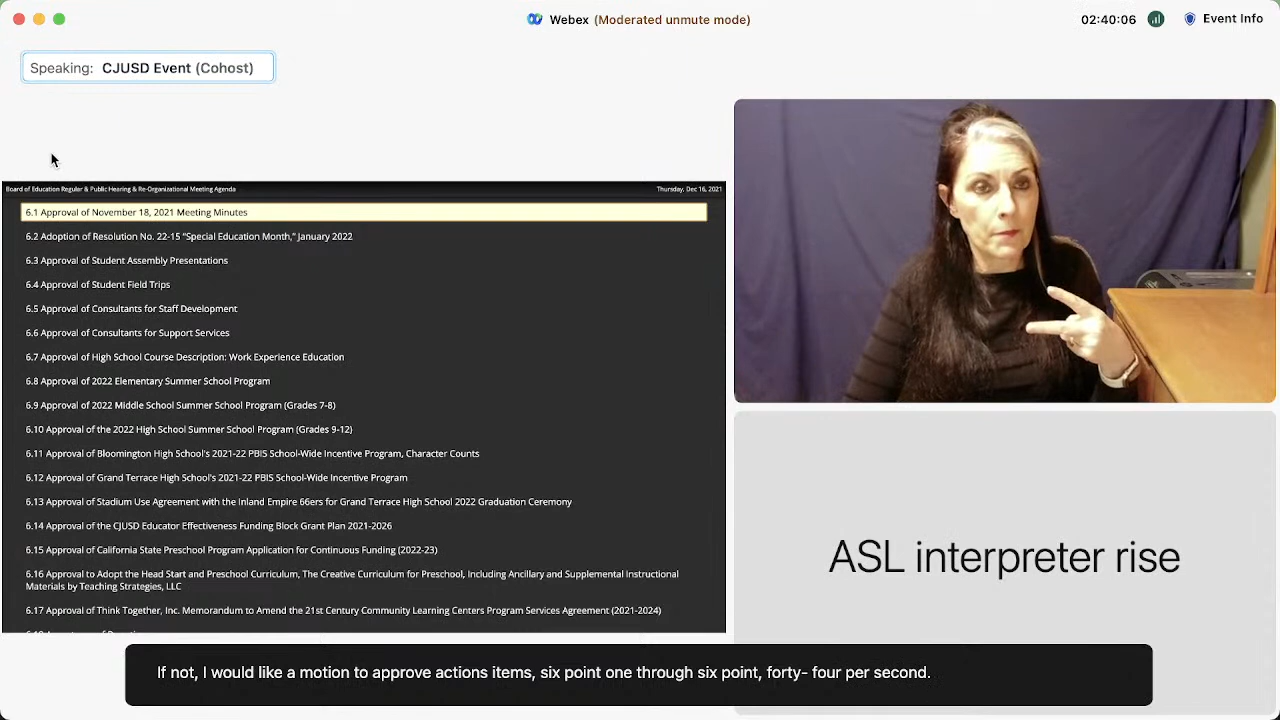 Webex (Moderated unmute mode)
02:40:06
Event Info
Speaking: CJUSD Event (Cohost)
Board of Education Regular & Public Hearing & Re-Organizational Meeting Agenda
Thursday, Dec 16, 2021
6.1 Approval of November 18, 2021 Meeting Minutes
6.2 Adoption of Resolution No. 22-15 “Special Education Month,” January 2022
6.3 Approval of Student Assembly Presentations
6.4 Approval of Student Field Trips
6.5 Approval of Consultants for Staff Development
6.6 Approval of Consultants for Support Services
6.7 Approval of High School Course Description: Work Experience Education
6.8 Approval of 2022 Elementary Summer School Program
6.9 Approval of 2022 Middle School Summer School Program (Grades 7-8)
6.10 Approval of the 2022 High School Summer School Program (Grades 9-12)
6.11 Approval of Bloomington High School's 2021-22 PBIS School-Wide Incentive Program, Character Counts
6.12 Approval of Grand Terrace High School's 2021-22 PBIS School-Wide Incentive Program
6.13 Approval of Stadium Use Agreement with the Inland Empire 66ers for Grand Terrace High School 2022 Graduation Ceremony
6.14 Approval of the CJUSD Educator Effectiveness Funding Block Grant Plan 2021-2026
6.15 Approval of California State Preschool Program Application for Continuous Funding (2022-23)
6.16 Approval to Adopt the Head Start and Preschool Curriculum, The Creative Curriculum for Preschool, Including Ancillary and Supplemental Instructional
Materials by Teaching Strategies, LLC
6.17 Approval of Think Together, Inc. Memorandum to Amend the 21st Century Community Learning Centers Program Services Agreement (2021-2024)
ASL interpreter rise
If not, I would like a motion to approve actions items, six point one through six point, forty- four per second.